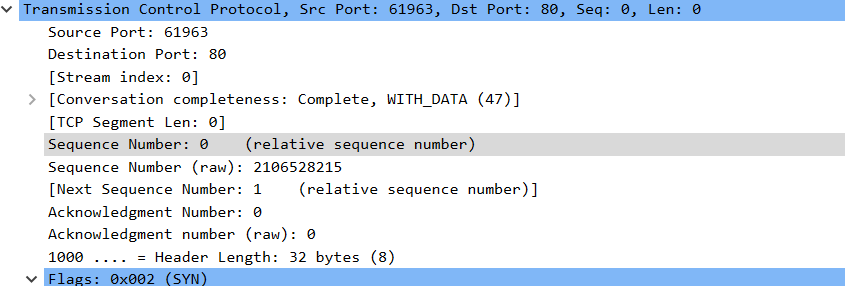 Transmission Control Protocol, Src Port: 61963, Dst Port: 80, Seq: 0, Len: 0
Source Port: 61963
Destination Port: 80
[Stream index: 0]
[Conversation completeness: Complete, WITH_DATA (47)]
[TCP Segment Len: 0]
Sequence Number: 0    (relative sequence number)
Sequence Number (raw): 2106528215
[Next Sequence Number: 1    (relative sequence number)]
Acknowledgment Number: 0
Acknowledgment number (raw): 0
1000 .... = Header Length: 32 bytes (8)
Flags: 0x002 (SYN)